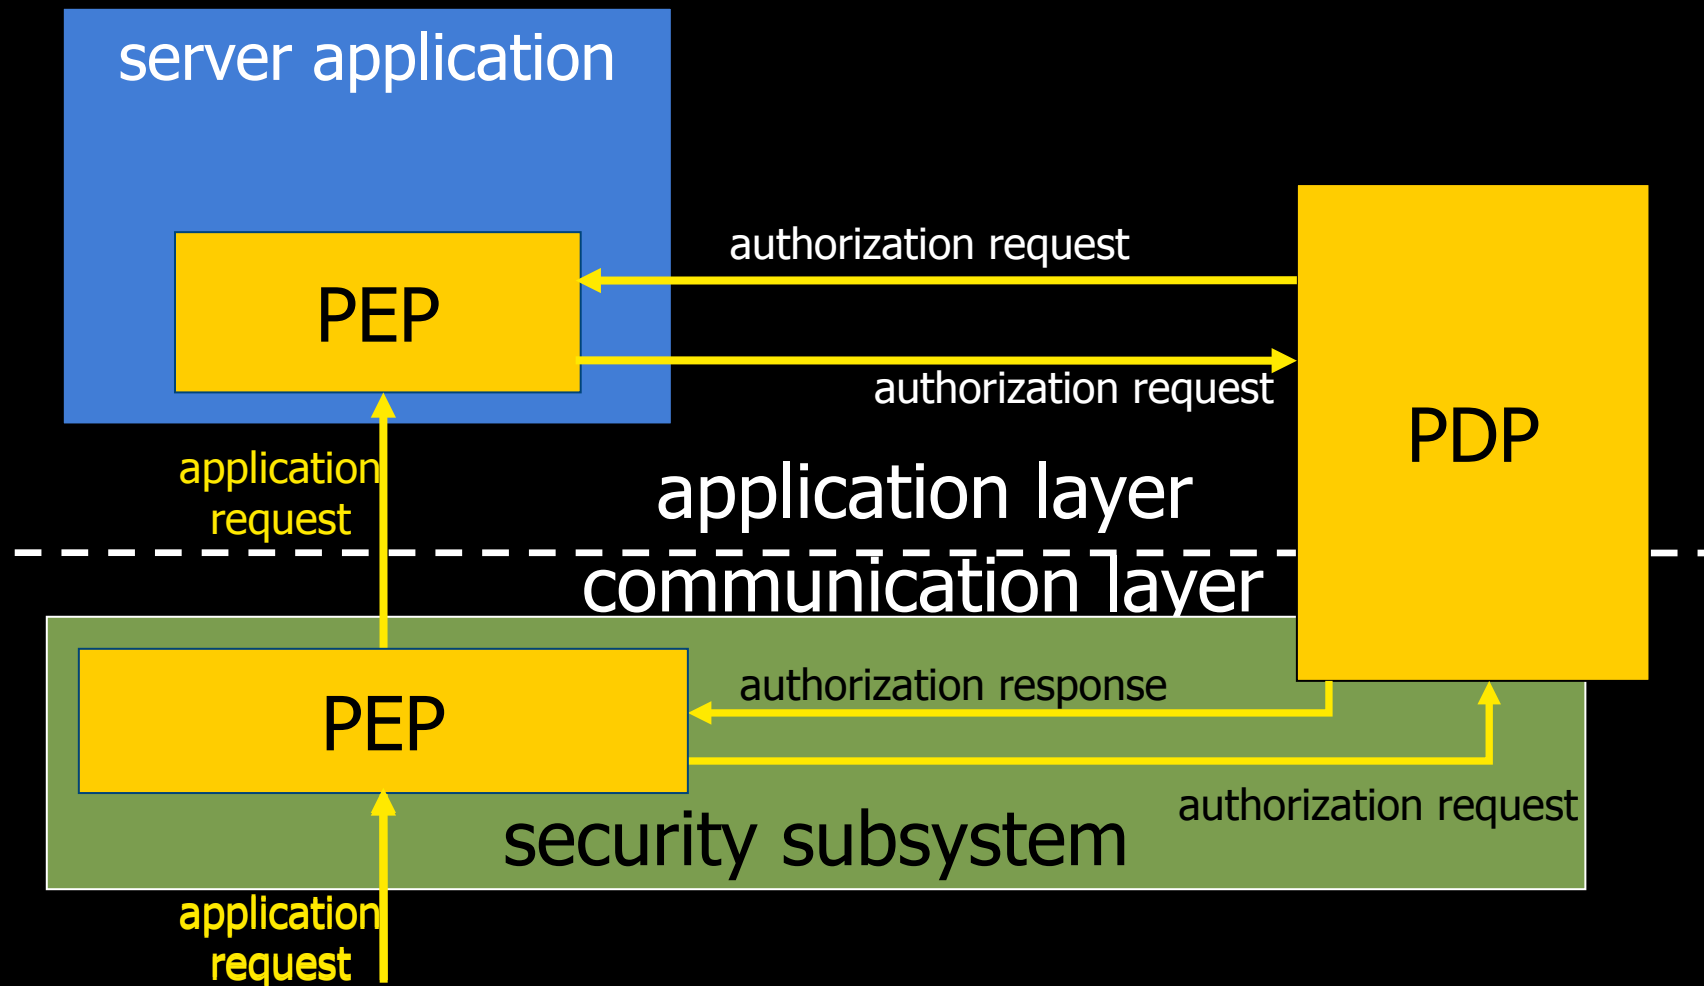 server application
authorization request
PEP
authorization request
PDP
application
request
application layer
communication layer
authorization response
PEP
authorization request
security subsystem
application
request